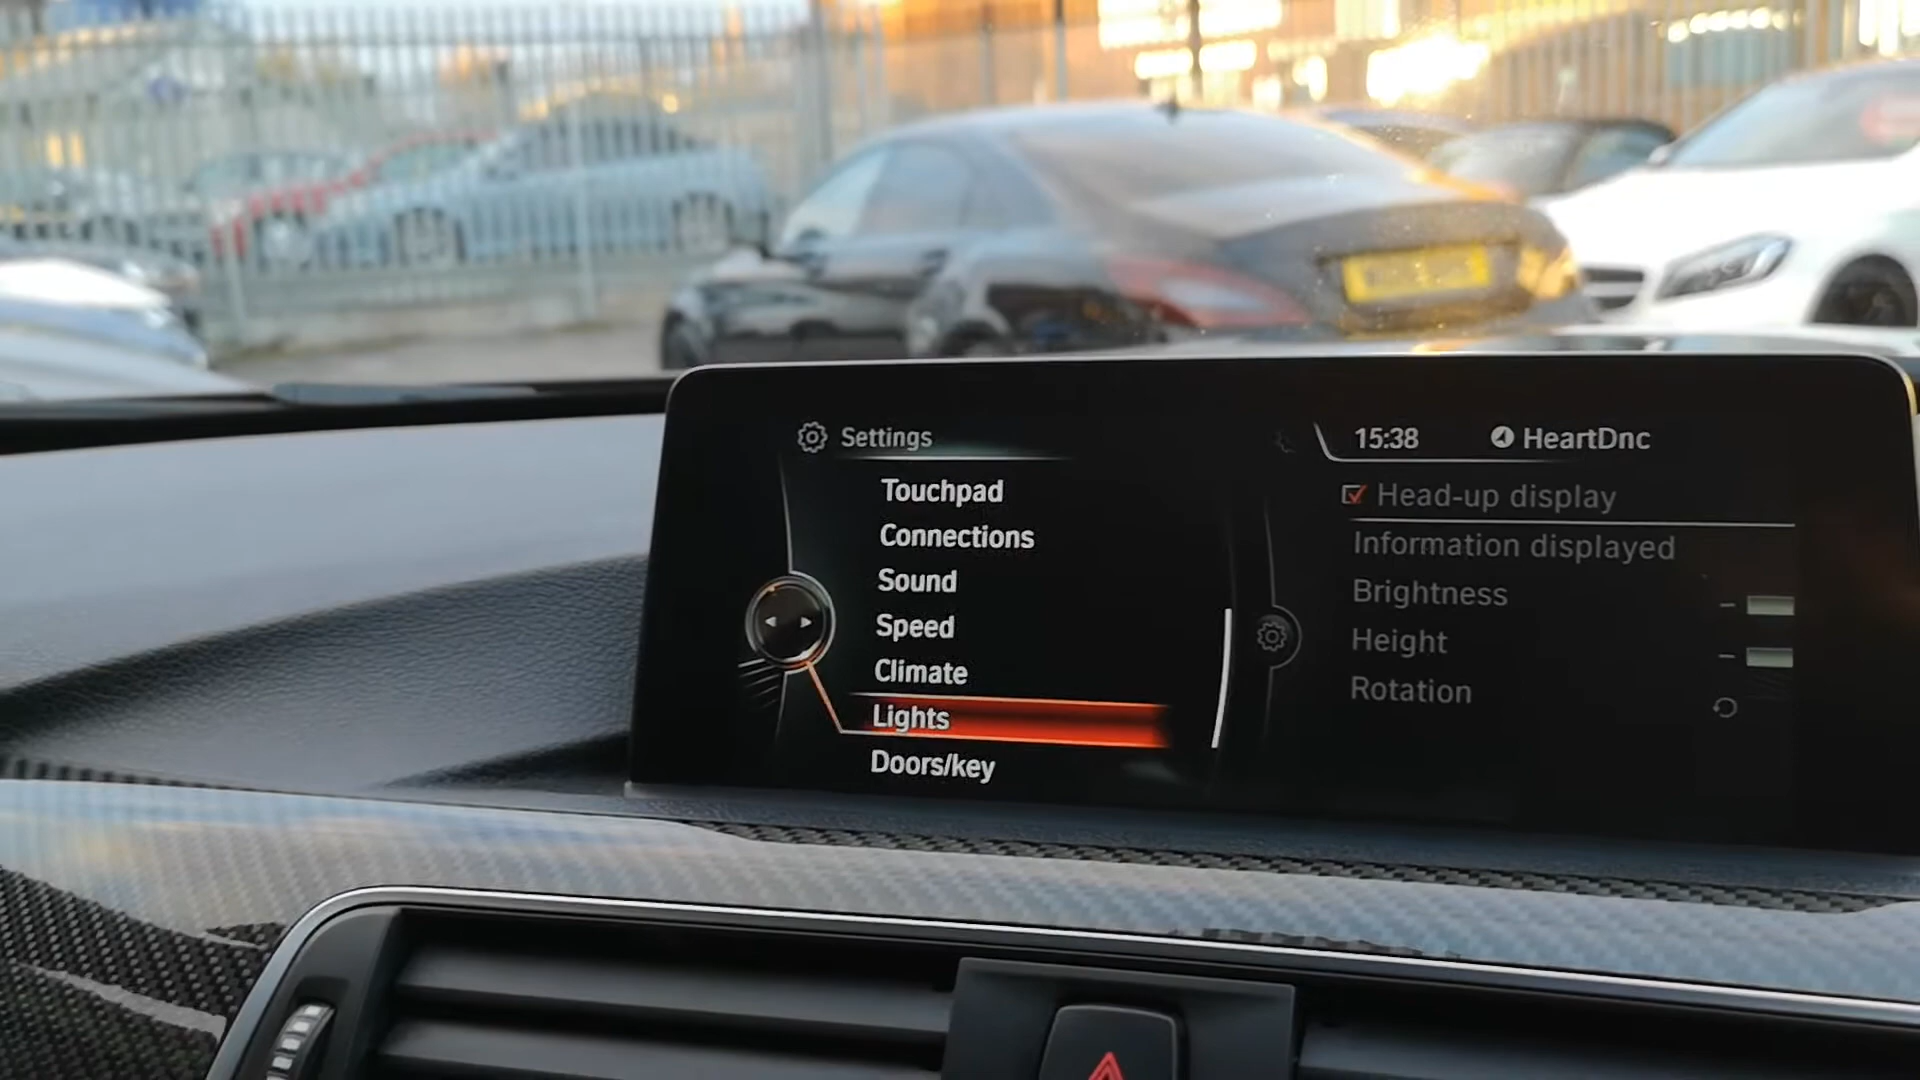 Settings
Touchpad
Connections
Sound
Speed
Climate
Lights
Doors/key
15:38 HeartDnc
Head-up display
Information displayed
Brightness
Height
Rotation